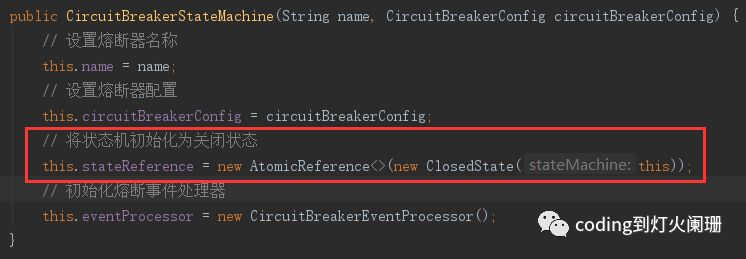 public CircuitBreakerStateMachine(String name, CircuitBreakerConfig circuitBreakerConfig) {
// 设置熔断器名称
this.name = name;
// 设置熔断器配置
this.circuitBreakerConfig = circuitBreakerConfig;
// 将状态机初始化为关闭状态
this.stateReference = new AtomicReference<>(new ClosedState( stateMachine: this));
// 初始化熔断事件处理器
this.eventProcessor = new CircuitBreakerEventProcessor();
}
coding到灯火阑珊